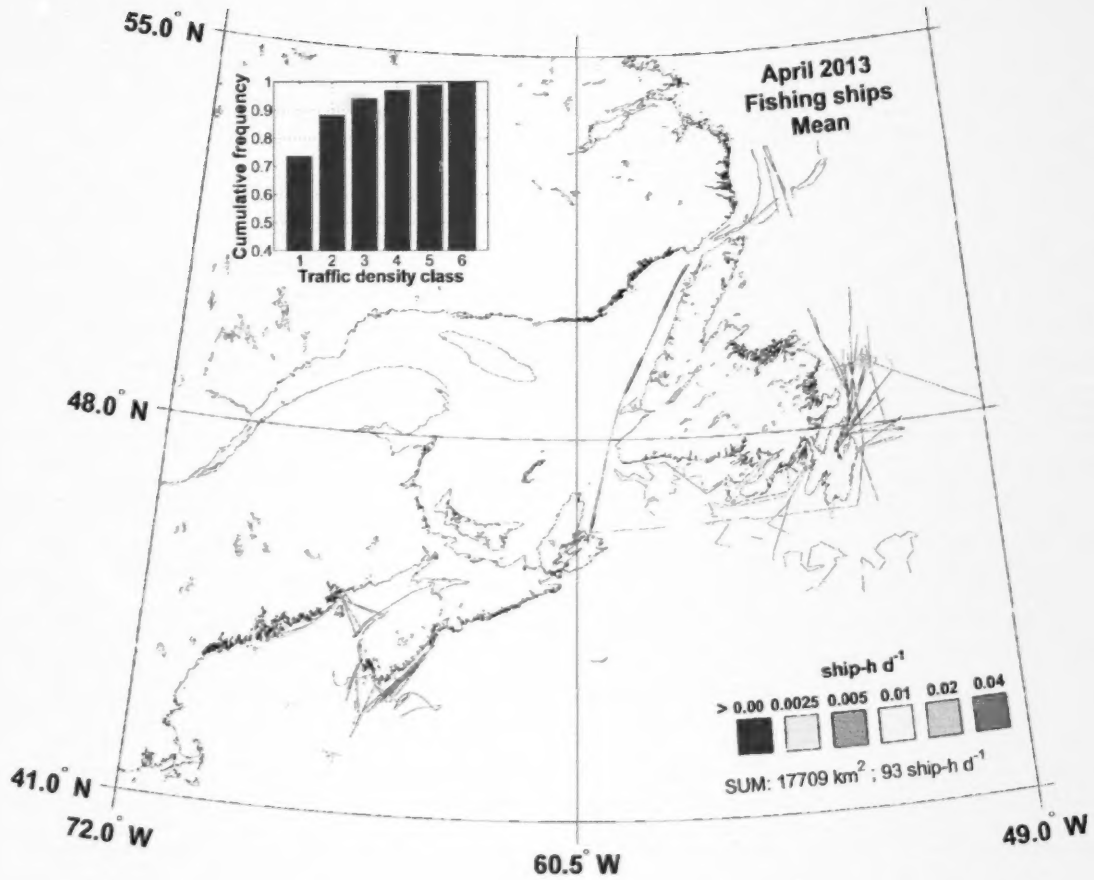 55.0° N
April 2013
Fishing ships
Mean
Cumulative frequency
1
0.9
0.8
0.7
0.6
0.5
0.4
1 2 3 4 5 6
Traffic density class
48.0° N
ship-h d⁻¹
> 0.00 0.0025 0.005 0.01 0.02 0.04
SUM: 17709 km² ; 93 ship-h d⁻¹
41.0° N
72.0° W
60.5° W
49.0° W